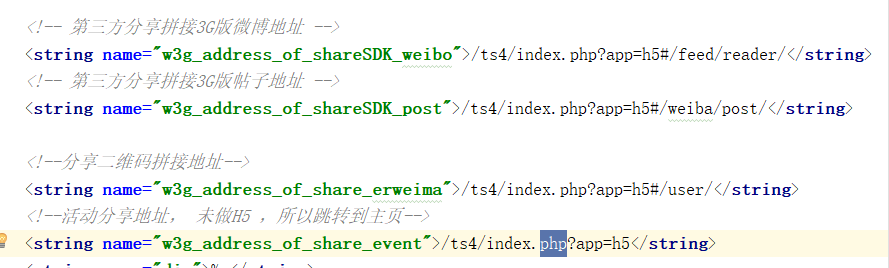 <!-- 第三方分享拼接3G版微博地址 -->
<string name="w3g_address_of_shareSDK_weibo">/ts4/index.php?app=h5#/feed/reader/</string>
<!-- 第三方分享拼接3G版帖子地址 -->
<string name="w3g_address_of_shareSDK_post">/ts4/index.php?app=h5#/weiba/post/</string>
<!--分享二维码拼接地址-->
<string name="w3g_address_of_share_erweima">/ts4/index.php?app=h5#/user/</string>
<!--活动分享地址， 未做H5 ，所以跳转到主页-->
<string name="w3g_address_of_share_event">/ts4/index.php?app=h5</string>